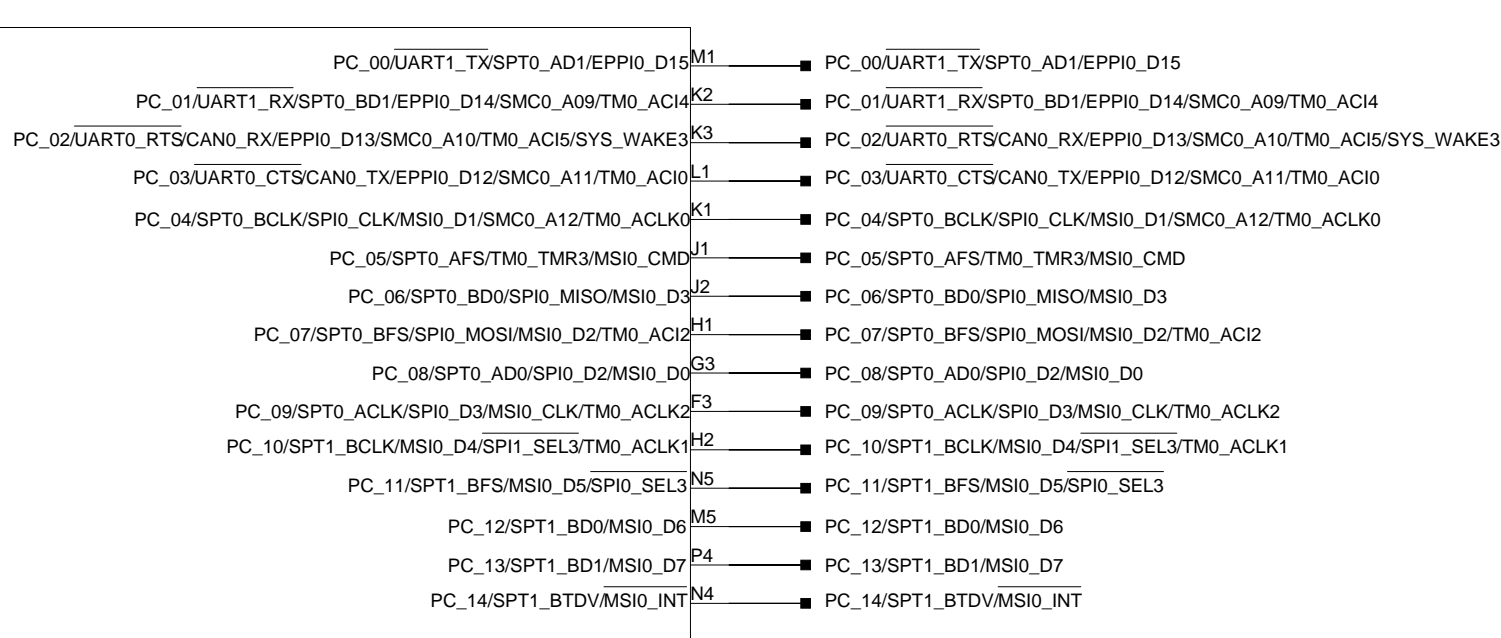 PC_00/UART1_TX/SPT0_AD1/EPPI0_D15 M1 PC_00/UART1_TX/SPT0_AD1/EPPI0_D15
PC_01/UART1_RX/SPT0_BD1/EPPI0_D14/SMC0_A09/TM0_ACI4 K2 PC_01/UART1_RX/SPT0_BD1/EPPI0_D14/SMC0_A09/TM0_ACI4
PC_02/UART0_RTS/CAN0_RX/EPPI0_D13/SMC0_A10/TM0_ACI5/SYS_WAKE3 K3 PC_02/UART0_RTS/CAN0_RX/EPPI0_D13/SMC0_A10/TM0_ACI5/SYS_WAKE3
PC_03/UART0_CTS/CAN0_TX/EPPI0_D12/SMC0_A11/TM0_ACI0 L1 PC_03/UART0_CTS/CAN0_TX/EPPI0_D12/SMC0_A11/TM0_ACI0
PC_04/SPT0_BCLK/SPI0_CLK/MSI0_D1/SMC0_A12/TM0_ACLK0 K1 PC_04/SPT0_BCLK/SPI0_CLK/MSI0_D1/SMC0_A12/TM0_ACLK0
PC_05/SPT0_AFS/TM0_TMR3/MSI0_CMD J1 PC_05/SPT0_AFS/TM0_TMR3/MSI0_CMD
PC_06/SPT0_BD0/SPI0_MISO/MSI0_D3 J2 PC_06/SPT0_BD0/SPI0_MISO/MSI0_D3
PC_07/SPT0_BFS/SPI0_MOSI/MSI0_D2/TM0_ACI2 H1 PC_07/SPT0_BFS/SPI0_MOSI/MSI0_D2/TM0_ACI2
PC_08/SPT0_AD0/SPI0_D2/MSI0_D0 G3 PC_08/SPT0_AD0/SPI0_D2/MSI0_D0
PC_09/SPT0_ACLK/SPI0_D3/MSI0_CLK/TM0_ACLK2 F3 PC_09/SPT0_ACLK/SPI0_D3/MSI0_CLK/TM0_ACLK2
PC_10/SPT1_BCLK/MSI0_D4/SPI1_SEL3/TM0_ACLK1 H2 PC_10/SPT1_BCLK/MSI0_D4/SPI1_SEL3/TM0_ACLK1
PC_11/SPT1_BFS/MSI0_D5/SPI0_SEL3 N5 PC_11/SPT1_BFS/MSI0_D5/SPI0_SEL3
PC_12/SPT1_BD0/MSI0_D6 M5 PC_12/SPT1_BD0/MSI0_D6
PC_13/SPT1_BD1/MSI0_D7 P4 PC_13/SPT1_BD1/MSI0_D7
PC_14/SPT1_BTDV/MSI0_INT N4 PC_14/SPT1_BTDV/MSI0_INT